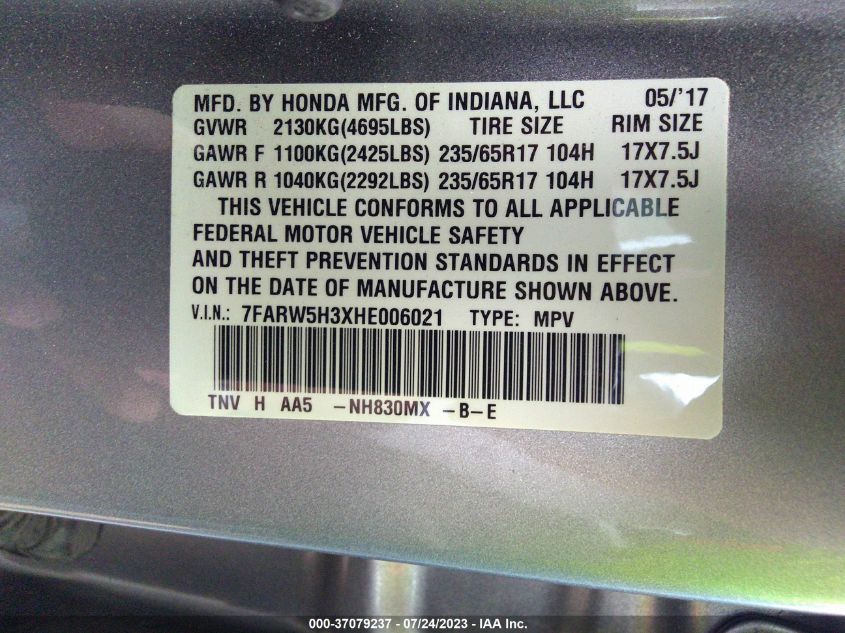 MFD. BY HONDA MFG. OF INDIANA, LLC 05/'17
GVWR 2130KG(4695LBS) TIRE SIZE RIM SIZE
GAWR F 1100KG(2425LBS) 235/65R17 104H 17X7.5J
GAWR R 1040KG(2292LBS) 235/65R17 104H 17X7.5J
THIS VEHICLE CONFORMS TO ALL APPLICABLE
FEDERAL MOTOR VEHICLE SAFETY
AND THEFT PREVENTION STANDARDS IN EFFECT
ON THE DATE OF MANUFACTURE SHOWN ABOVE.
V.I.N.: 7FARW5H3XHE006021 TYPE: MPV
TNV H AA5 -NH830MX -B-E
000-37079237 - 07/24/2023 - IAA Inc.